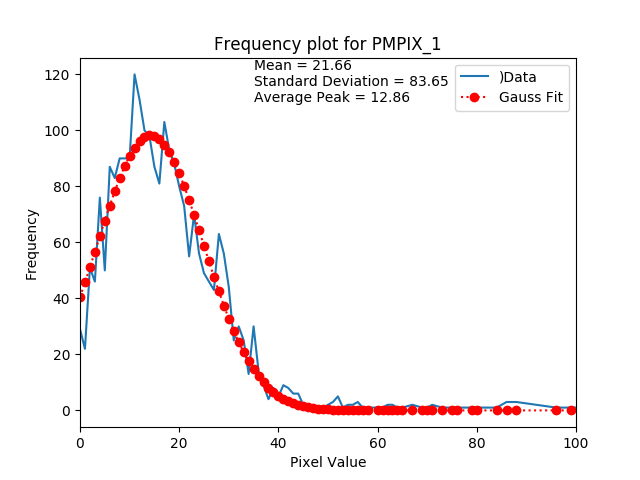 Frequency plot for PMPIX_1
Mean = 21.66
Standard Deviation = 83.65
Average Peak = 12.86
)Data
Gauss Fit
Frequency
120
100
80
60
40
20
0
0 20 40 60 80 100
Pixel Value